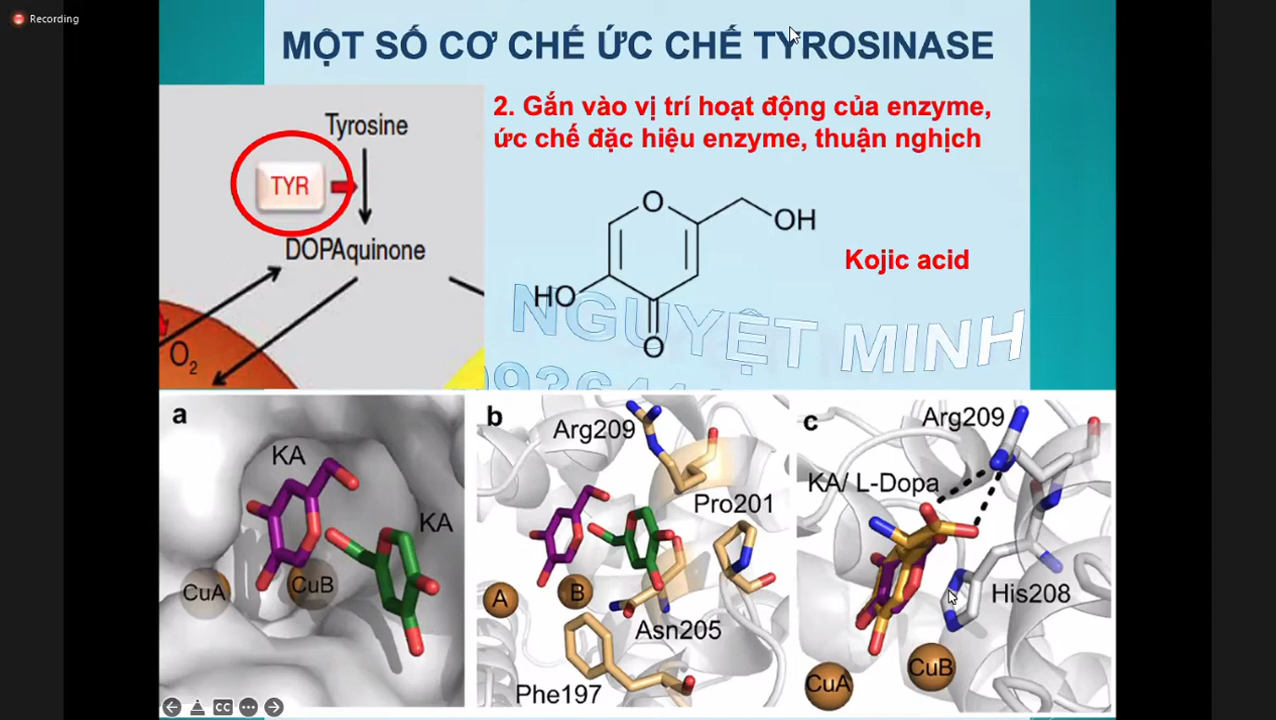 Recording
MỘT SỐ CƠ CHẾ ỨC CHẾ TYROSINASE
2. Gắn vào vị trí hoạt động của enzyme,
ức chế đặc hiệu enzyme, thuận nghịch
Tyrosine
TYR
DOPAquinone
O2
O
OH
HO
O
Kojic acid
NGUYỆT MINH
a
KA
KA
CuA
CuB
b
Arg209
Pro201
A
B
Asn205
Phe197
c
Arg209
KA/ L-Dopa
His208
CuA
CuB
CC